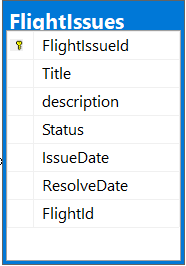 FlightIssues
FlightIssueId
Title
description
Status
IssueDate
ResolveDate
FlightId